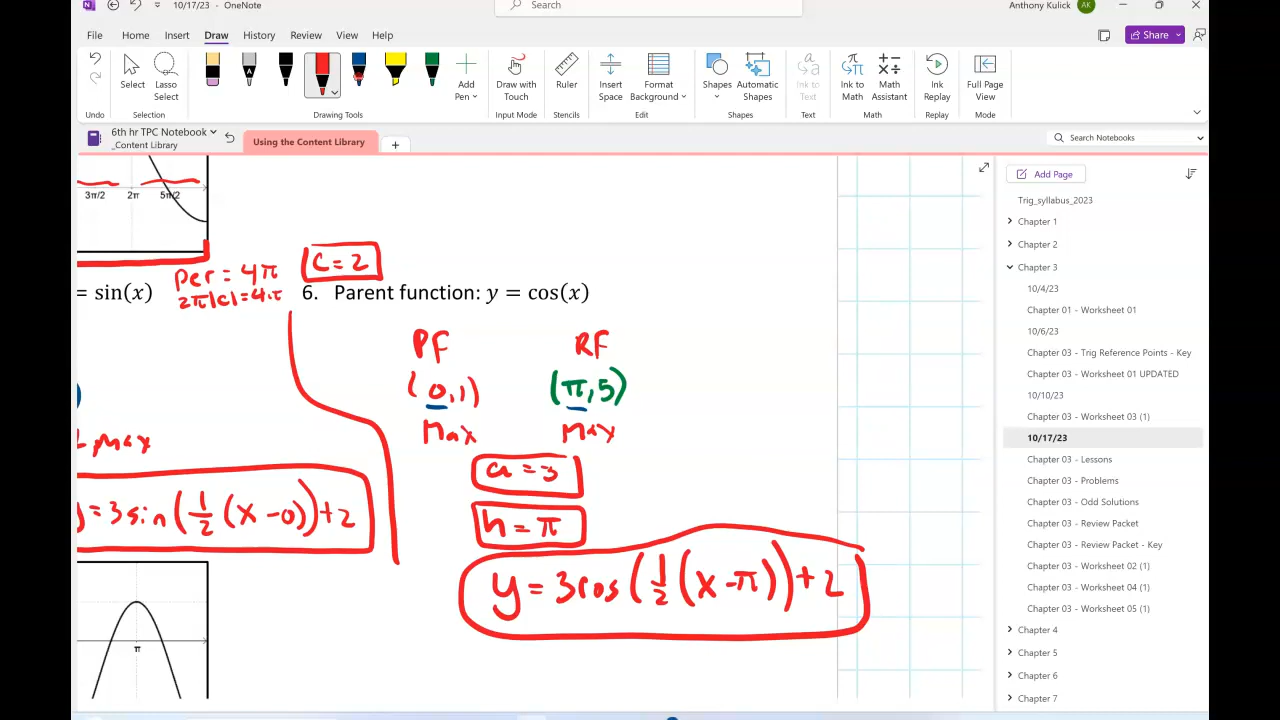 10/17/23 - OneNote
Search
Anthony Kulick
AK
File Home Insert Draw History Review View Help
Share
Select
Lasso Select
Add Pen
Draw with Touch
Ruler
Insert Space
Format Background
Shapes
Automatic Shapes
Ink to Text
Ink to Math
Math Assistant
Ink Replay
Full Page View
Undo
Selection
Drawing Tools
Input Mode
Stencils
Edit
Shapes
Text
Math
Replay
Mode
6th hr TPC Notebook
_Content Library
Using the Content Library
Search Notebooks
Add Page
Trig_syllabus_2023
Chapter 1
Chapter 2
Chapter 3
10/4/23
Chapter 01 - Worksheet 01
10/6/23
Chapter 03 - Trig Reference Points - Key
Chapter 03 - Worksheet 01 UPDATED
10/10/23
Chapter 03 - Worksheet 03 (1)
10/17/23
Chapter 03 - Lessons
Chapter 03 - Problems
Chapter 03 - Odd Solutions
Chapter 03 - Review Packet
Chapter 03 - Review Packet - Key
Chapter 03 - Worksheet 02 (1)
Chapter 03 - Worksheet 04 (1)
Chapter 03 - Worksheet 05 (1)
Chapter 4
Chapter 5
Chapter 6
Chapter 7
3π/2 2π 5π/2
per = 4π
2π|c| = 4π
c = 2
= sin(x)
6. Parent function: y = cos(x)
PF RF
(0,1) (π,5)
Max Max
a = 3
h = π
y = 3cos(1/2(x-π))+2
max
y = 3sin(1/2(x-0))+2
π